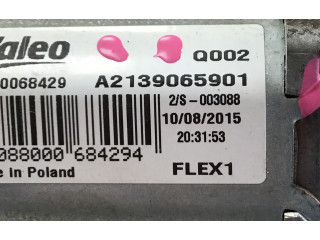 Valeo
Q002
0068429
A2139065901
2/S-003088
10/08/2015
20:31:53
088000 684294
FLEX1
e in Poland